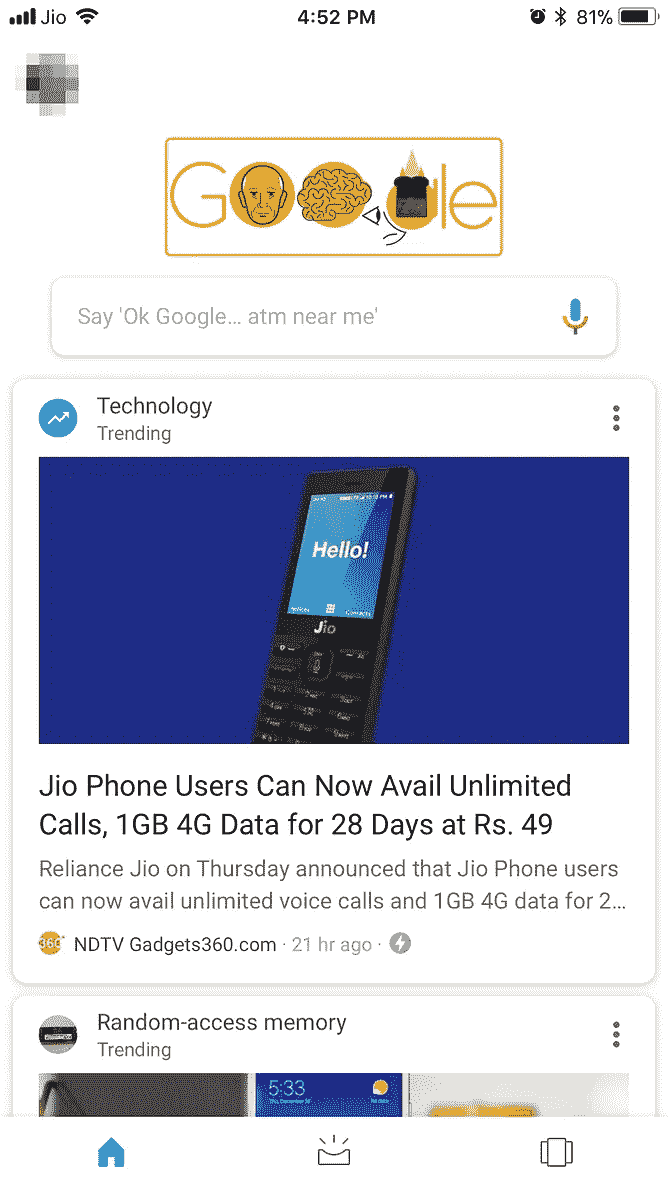 Jio 4:52 PM 81%
Google
Say 'Ok Google... atm near me'
Technology
Trending
Hello!
Jio
Jio Phone Users Can Now Avail Unlimited
Calls, 1GB 4G Data for 28 Days at Rs. 49
Reliance Jio on Thursday announced that Jio Phone users
can now avail unlimited voice calls and 1GB 4G data for 2...
360 NDTV Gadgets360.com · 21 hr ago ·
Random-access memory
Trending
5:33